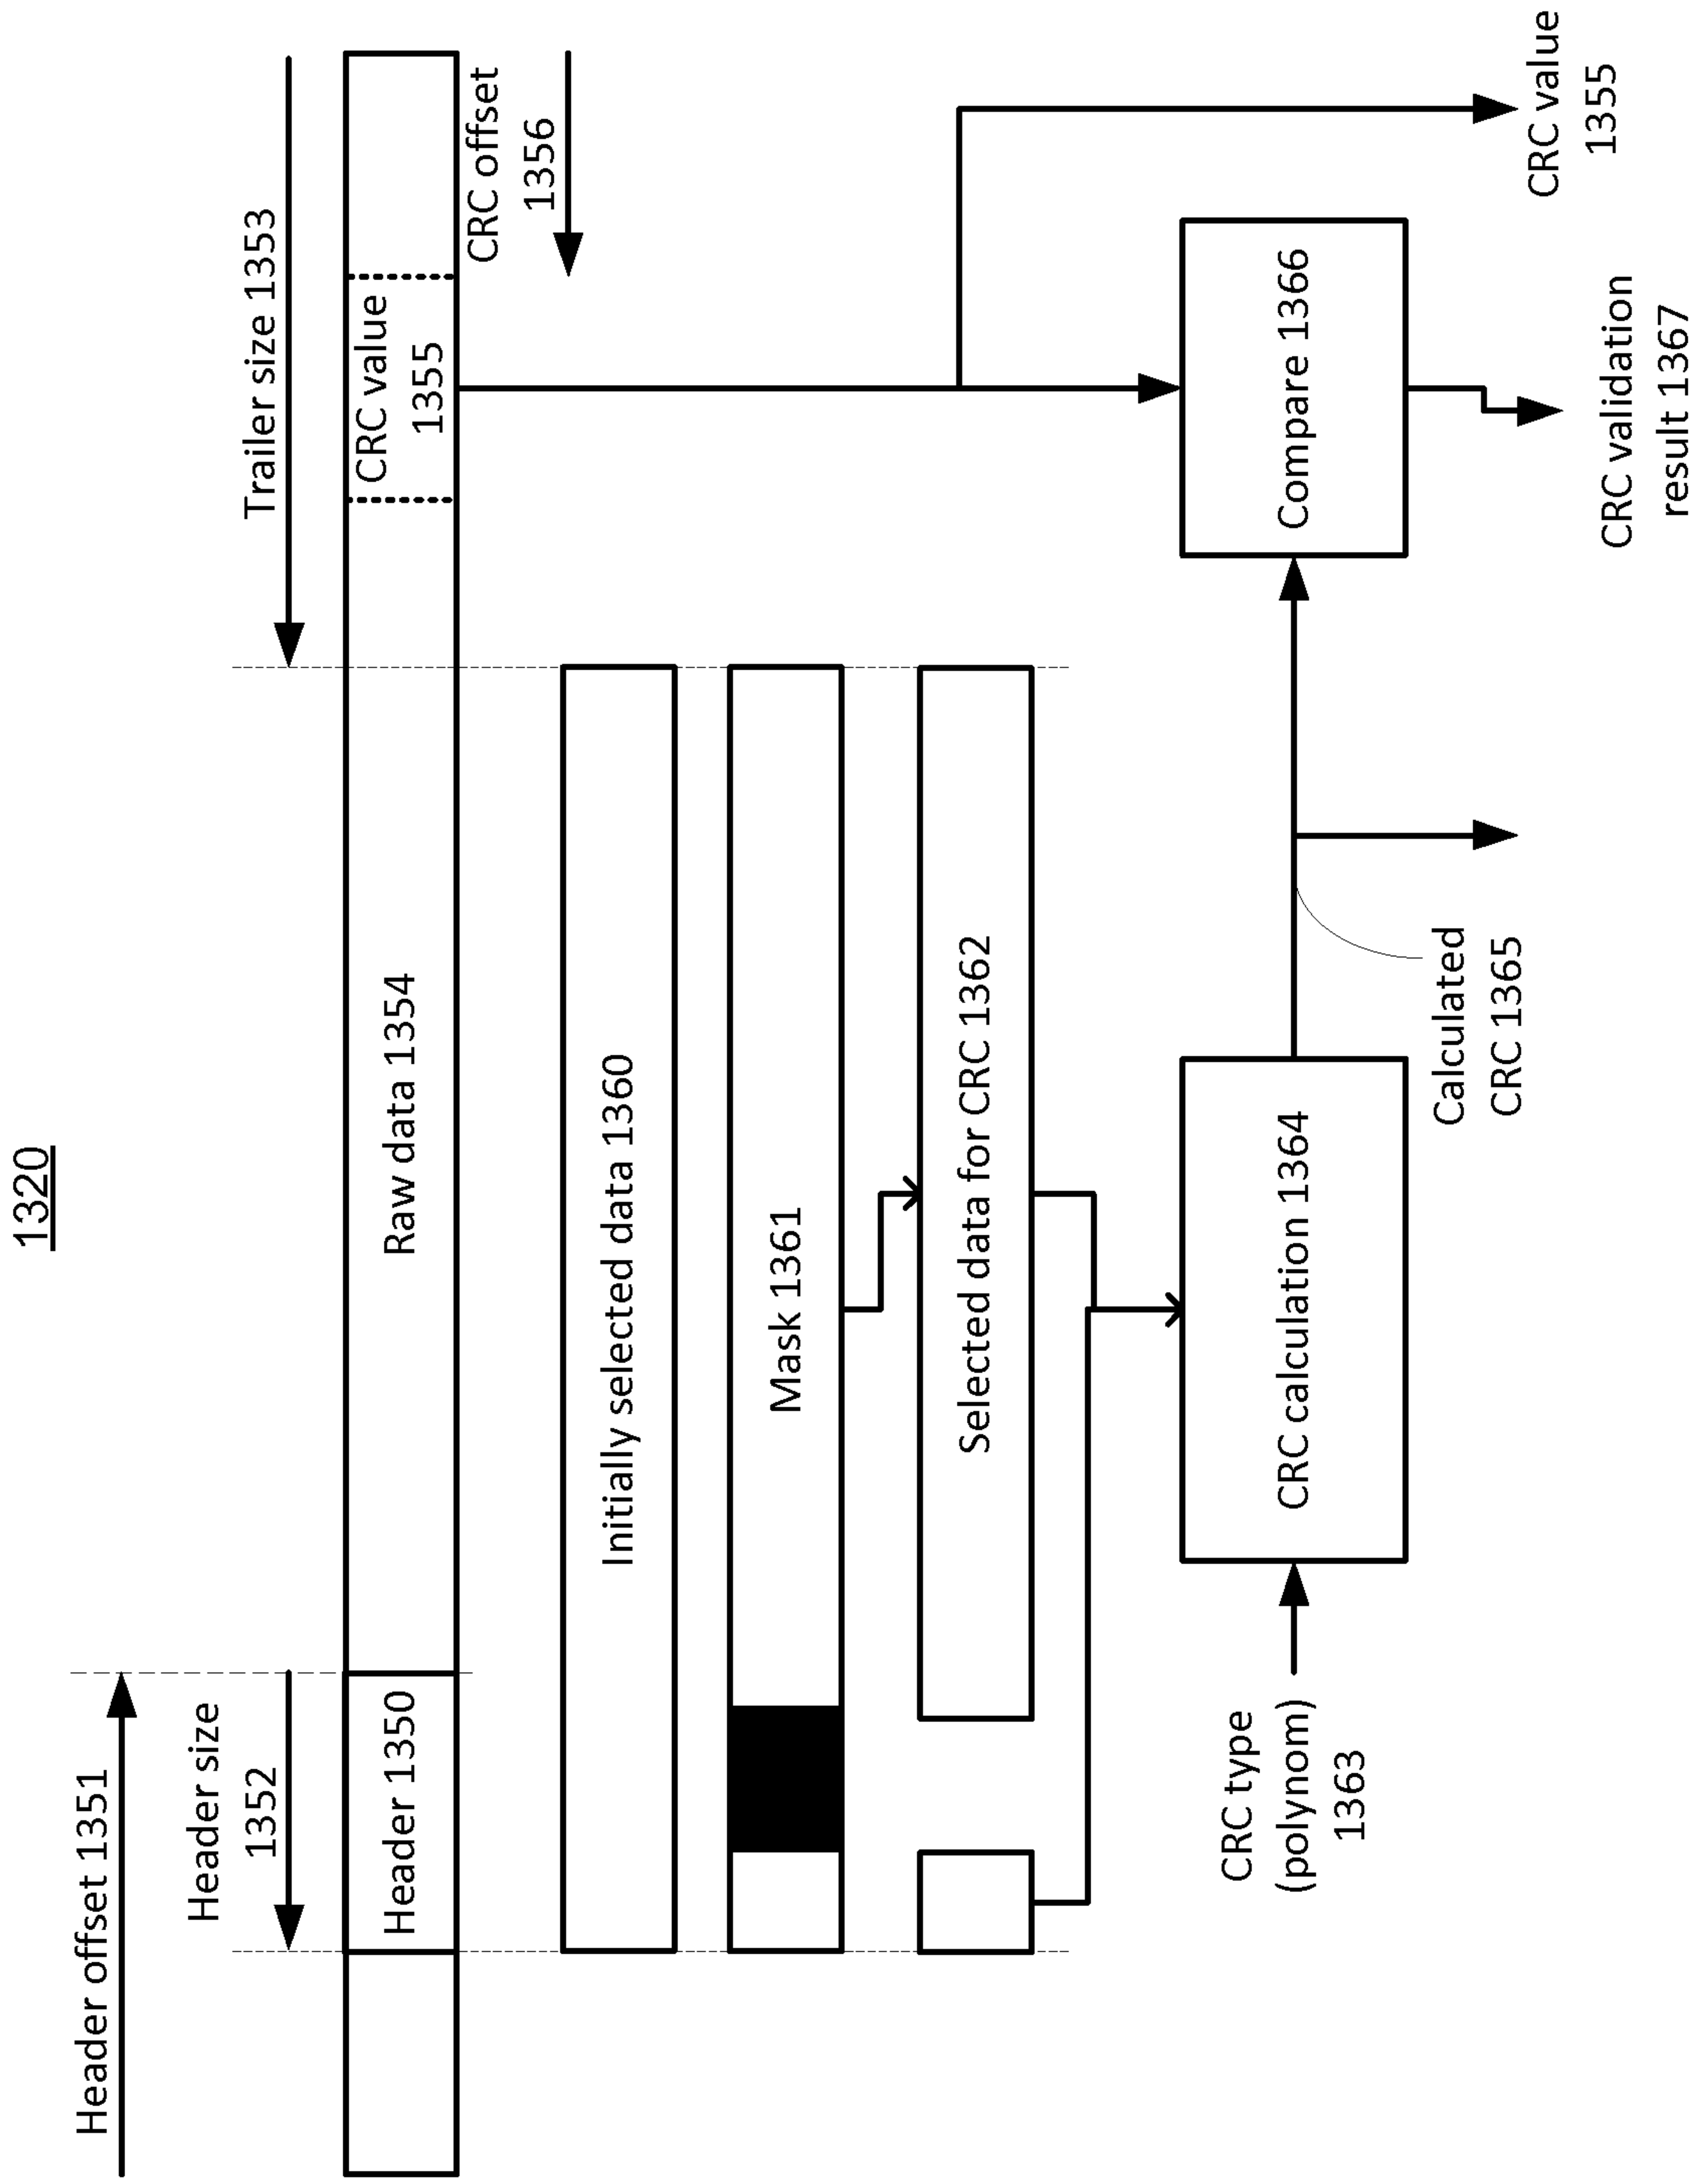 1320
Header offset 1351
Header size
1352
Trailer size 1353
Header 1350
Raw data 1354
CRC value
1355
CRC offset
1356
Initially selected data 1360
Mask 1361
Selected data for CRC 1362
CRC type
(polynom)
1363
CRC calculation 1364
Calculated
CRC 1365
Compare 1366
CRC value
1355
CRC validation
result 1367